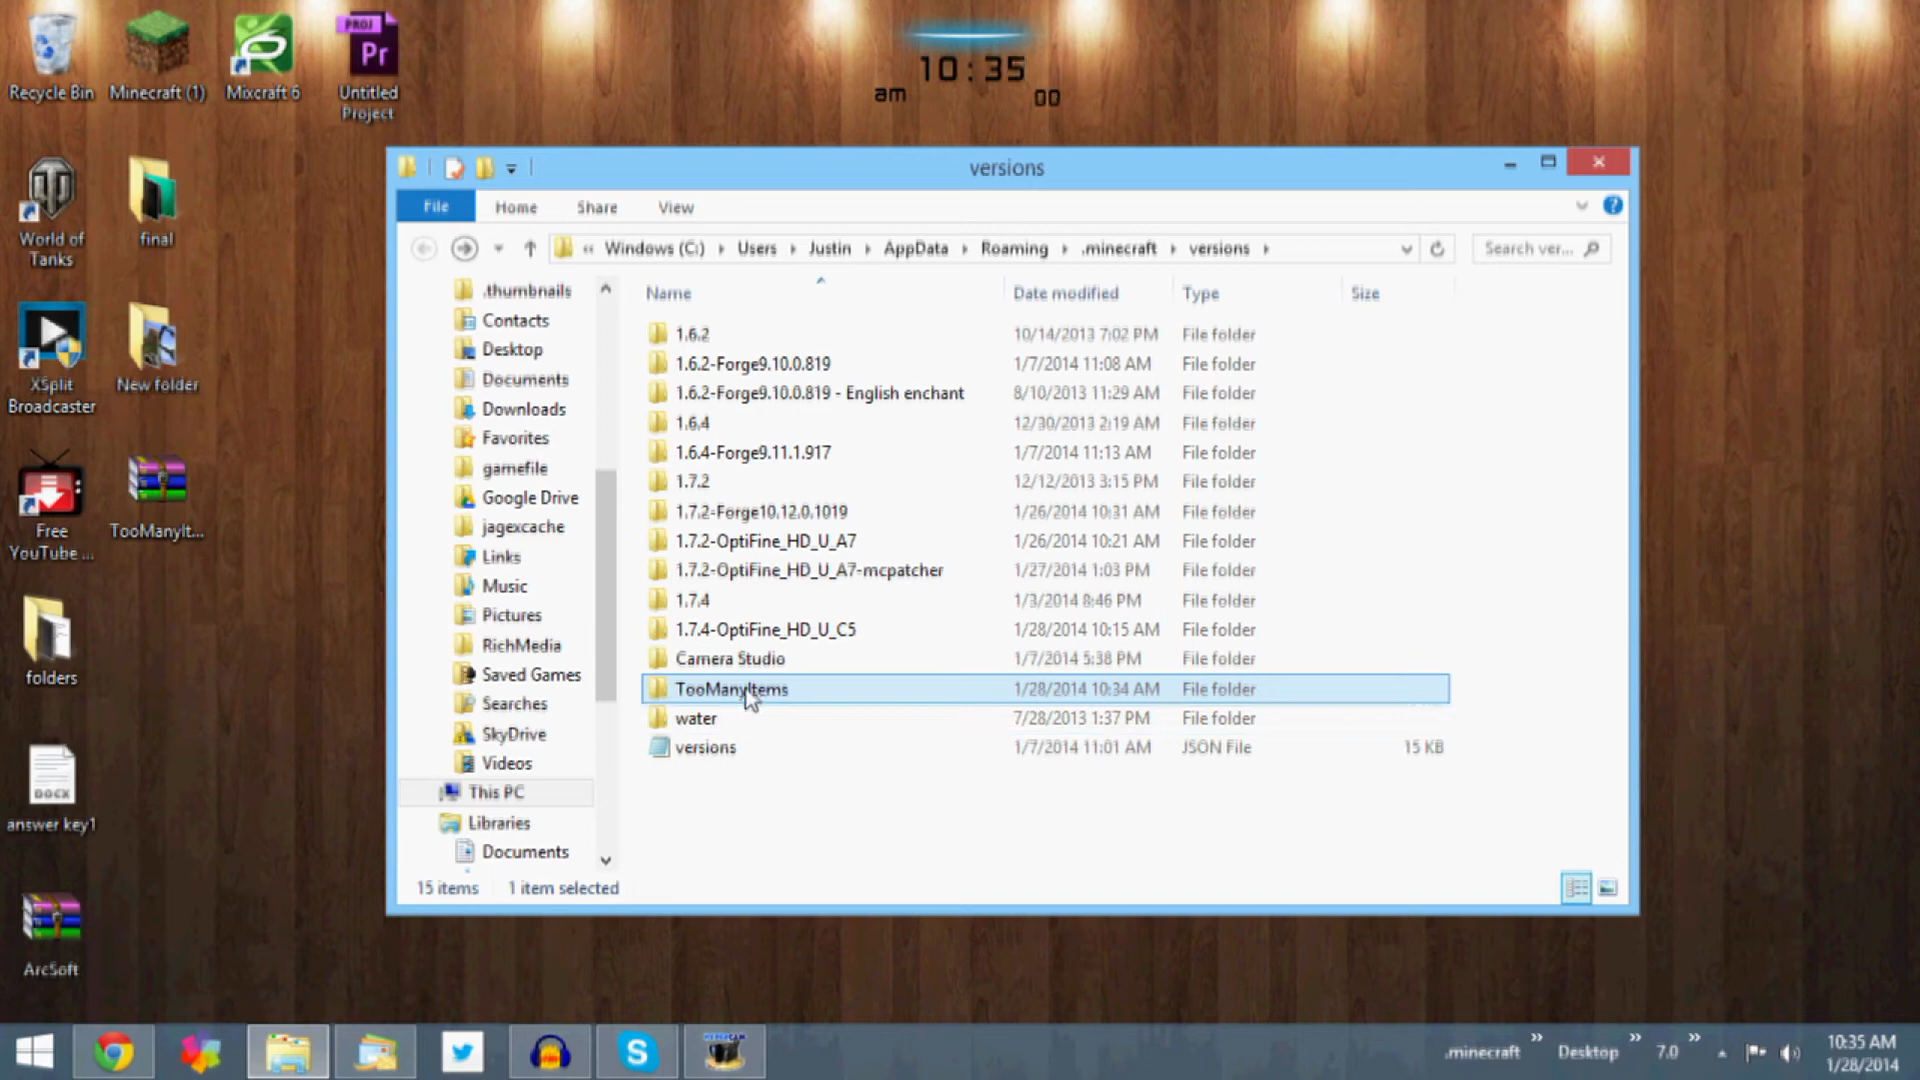 10:35
am
00
Recycle Bin
Minecraft (1)
Mixcraft 6
PROJ
Pr
Untitled
Project
World of
Tanks
final
XSplit
Broadcaster
New folder
Free
YouTube ...
TooManyIt...
folders
DOCX
answer key1
ArcSoft
versions
File
Home
Share
View
?
«
Windows (C:)
Users
Justin
AppData
Roaming
.minecraft
versions
Search ver...
.thumbnails
Contacts
Desktop
Documents
Downloads
Favorites
gamefile
Google Drive
jagexcache
Links
Music
Pictures
RichMedia
Saved Games
Searches
SkyDrive
Videos
This PC
Libraries
Documents
Name Date modified Type Size
1.6.2 10/14/2013 7:02 PM File folder
1.6.2-Forge9.10.0.819 1/7/2014 11:08 AM File folder
1.6.2-Forge9.10.0.819 - English enchant 8/10/2013 11:29 AM File folder
1.6.4 12/30/2013 2:19 AM File folder
1.6.4-Forge9.11.1.917 1/7/2014 11:13 AM File folder
1.7.2 12/12/2013 3:15 PM File folder
1.7.2-Forge10.12.0.1019 1/26/2014 10:31 AM File folder
1.7.2-OptiFine_HD_U_A7 1/26/2014 10:21 AM File folder
1.7.2-OptiFine_HD_U_A7-mcpatcher 1/27/2014 1:03 PM File folder
1.7.4 1/3/2014 8:46 PM File folder
1.7.4-OptiFine_HD_U_C5 1/28/2014 10:15 AM File folder
Camera Studio 1/7/2014 5:38 PM File folder
TooManyItems 1/28/2014 10:34 AM File folder
water 7/28/2013 1:37 PM File folder
versions 1/7/2014 11:01 AM JSON File 15 KB
15 items 1 item selected
.minecraft » Desktop » 7.0 »
10:35 AM
1/28/2014